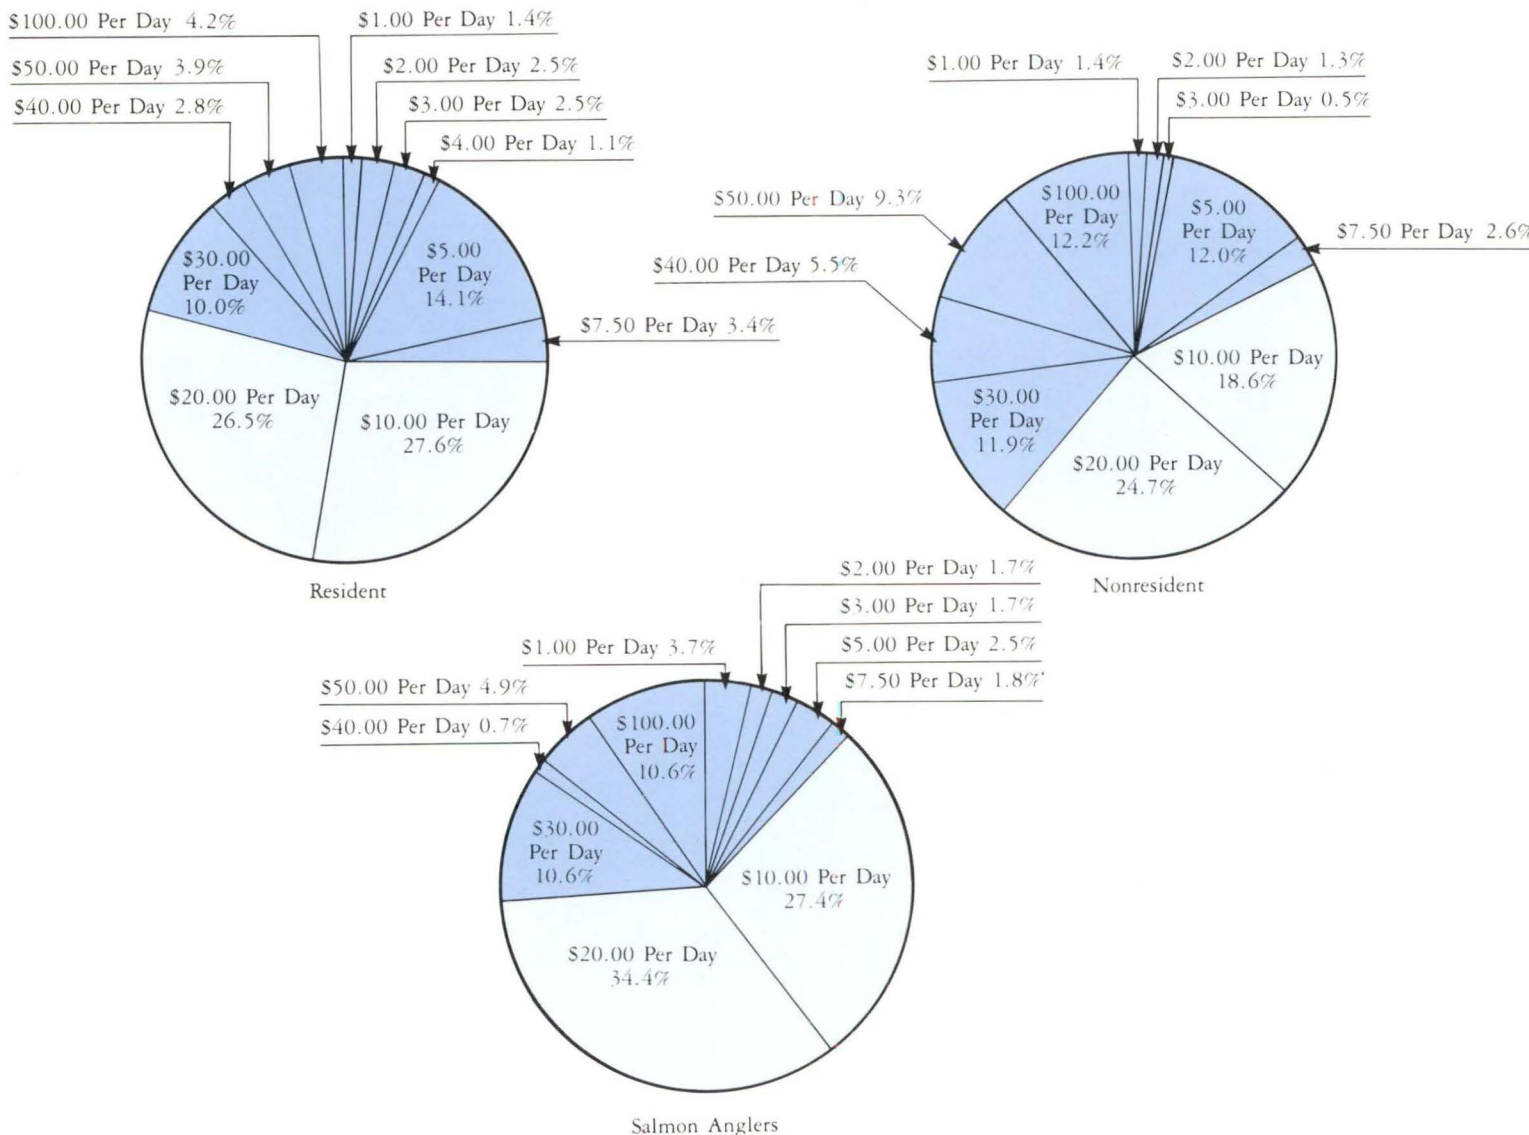 $100.00 Per Day 4.2%
$1.00 Per Day 1.4%
$50.00 Per Day 3.9%
$2.00 Per Day 2.5%
$40.00 Per Day 2.8%
$3.00 Per Day 2.5%
$4.00 Per Day 1.1%
$5.00
Per Day
14.1%
$30.00
Per Day
10.0%
$7.50 Per Day 3.4%
$20.00 Per Day
26.5%
$10.00 Per Day
27.6%
Resident
$1.00 Per Day 1.4%
$2.00 Per Day 1.3%
$3.00 Per Day 0.5%
$50.00 Per Day 9.3%
$100.00
Per Day
12.2%
$5.00
Per Day
12.0%
$7.50 Per Day 2.6%
$40.00 Per Day 5.5%
$10.00 Per Day
18.6%
$30.00
Per Day
11.9%
$20.00 Per Day
24.7%
Nonresident
$2.00 Per Day 1.7%
$3.00 Per Day 1.7%
$1.00 Per Day 3.7%
$5.00 Per Day 2.5%
$50.00 Per Day 4.9%
$7.50 Per Day 1.8%
$40.00 Per Day 0.7%
$100.00
Per Day
10.6%
$30.00
Per Day
10.6%
$10.00 Per Day
27.4%
$20.00 Per Day
34.4%
Salmon Anglers